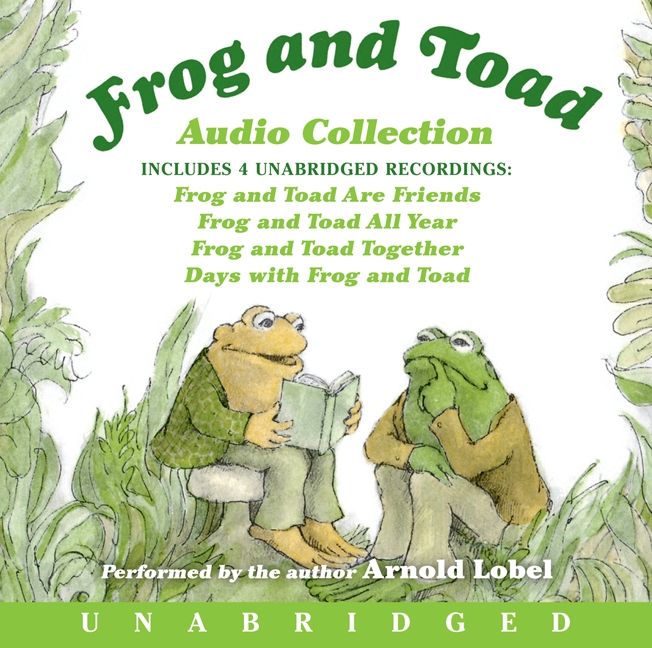 Frog and Toad
Audio Collection
INCLUDES 4 UNABRIDGED RECORDINGS:
Frog and Toad Are Friends
Frog and Toad All Year
Frog and Toad Together
Days with Frog and Toad
Performed by the author Arnold Lobel
UNABRIDGED